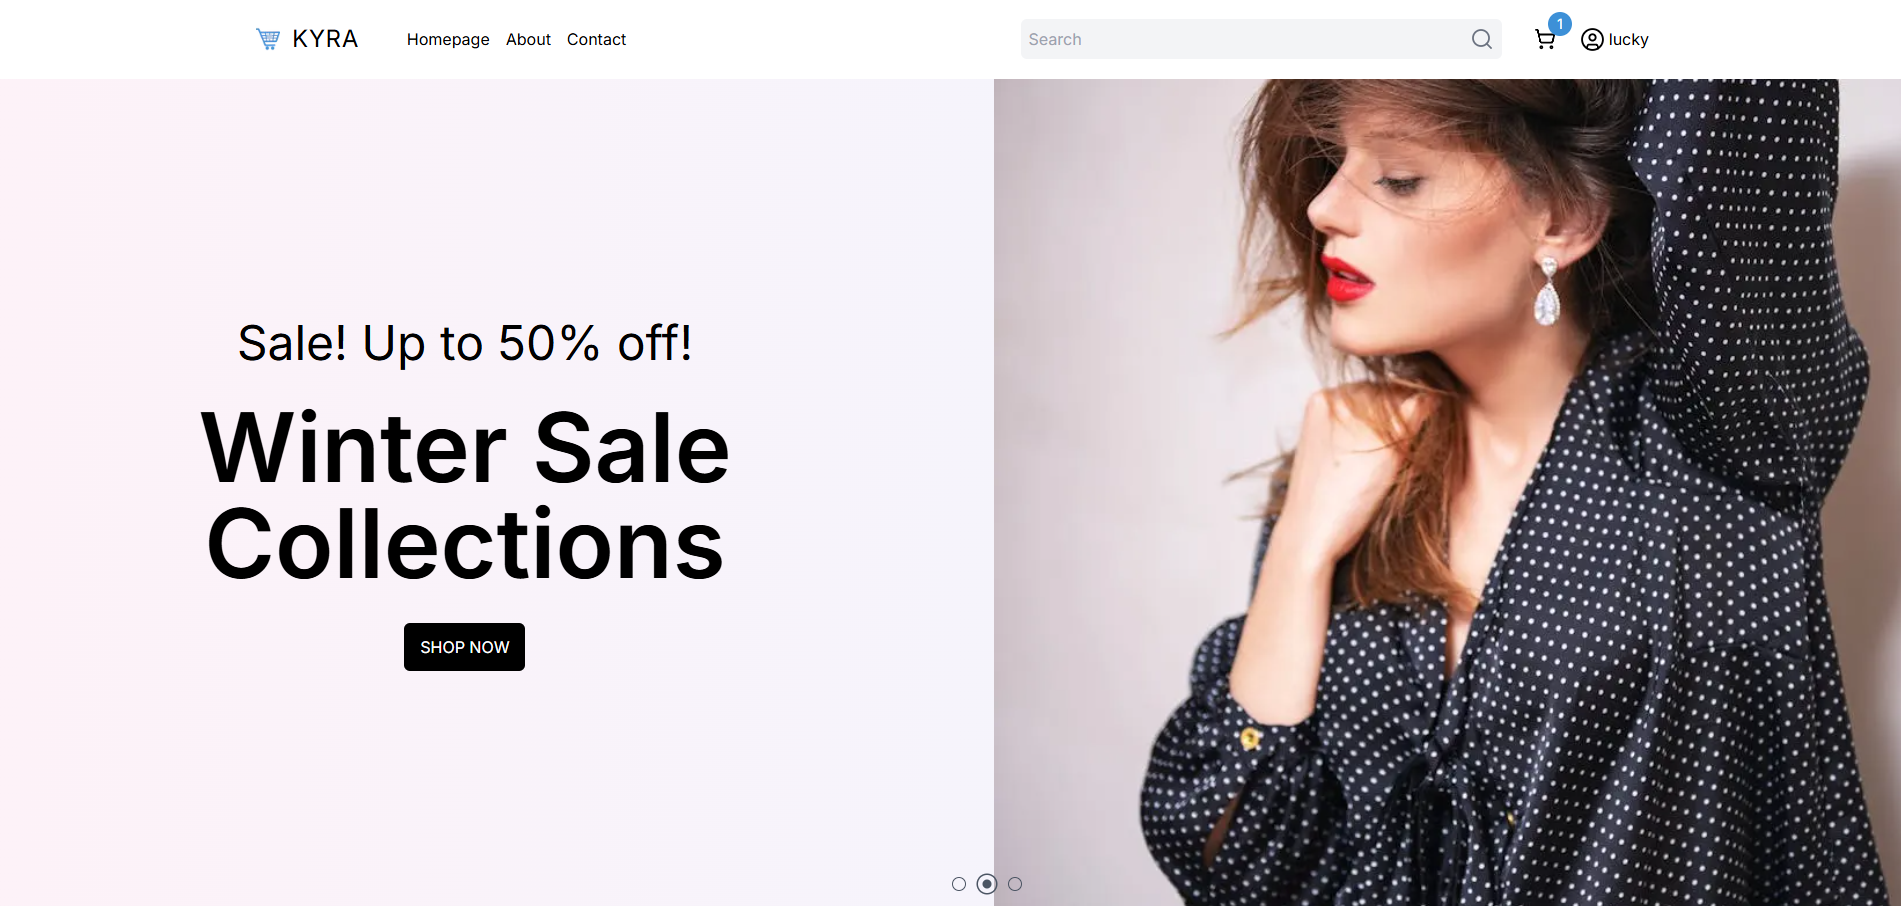 KYRA
Homepage About Contact
Search
1
lucky
Sale! Up to 50% off!
Winter Sale
Collections
SHOP NOW